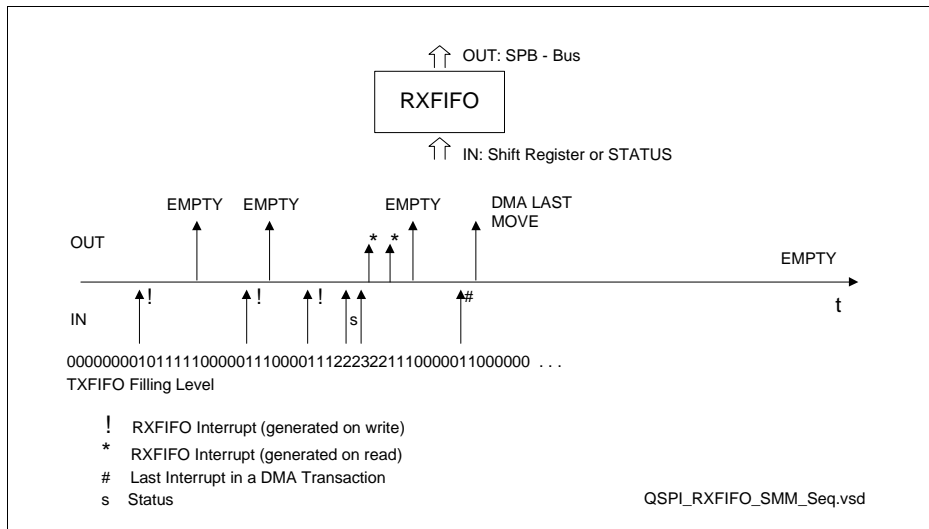 OUT: SPB - Bus
RXFIFO
IN: Shift Register or STATUS
EMPTY EMPTY EMPTY DMA LAST
MOVE
OUT * * EMPTY
! ! ! # t
IN s
0000000010111110000011100001112223221110000011000000 . . .
TXFIFO Filling Level
! RXFIFO Interrupt (generated on write)
* RXFIFO Interrupt (generated on read)
# Last Interrupt in a DMA Transaction
s Status
QSPI_RXFIFO_SMM_Seq.vsd